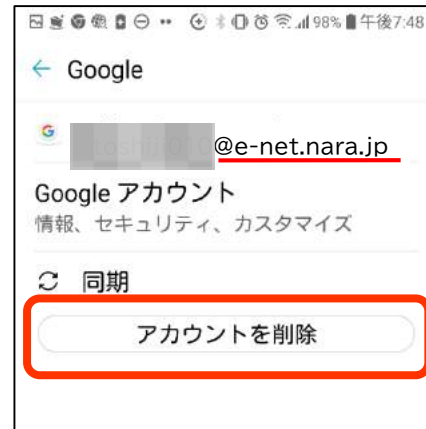 98% 午後7:48
Google
@e-net.nara.jp
Google アカウント
情報、セキュリティ、カスタマイズ
同期
アカウントを削除